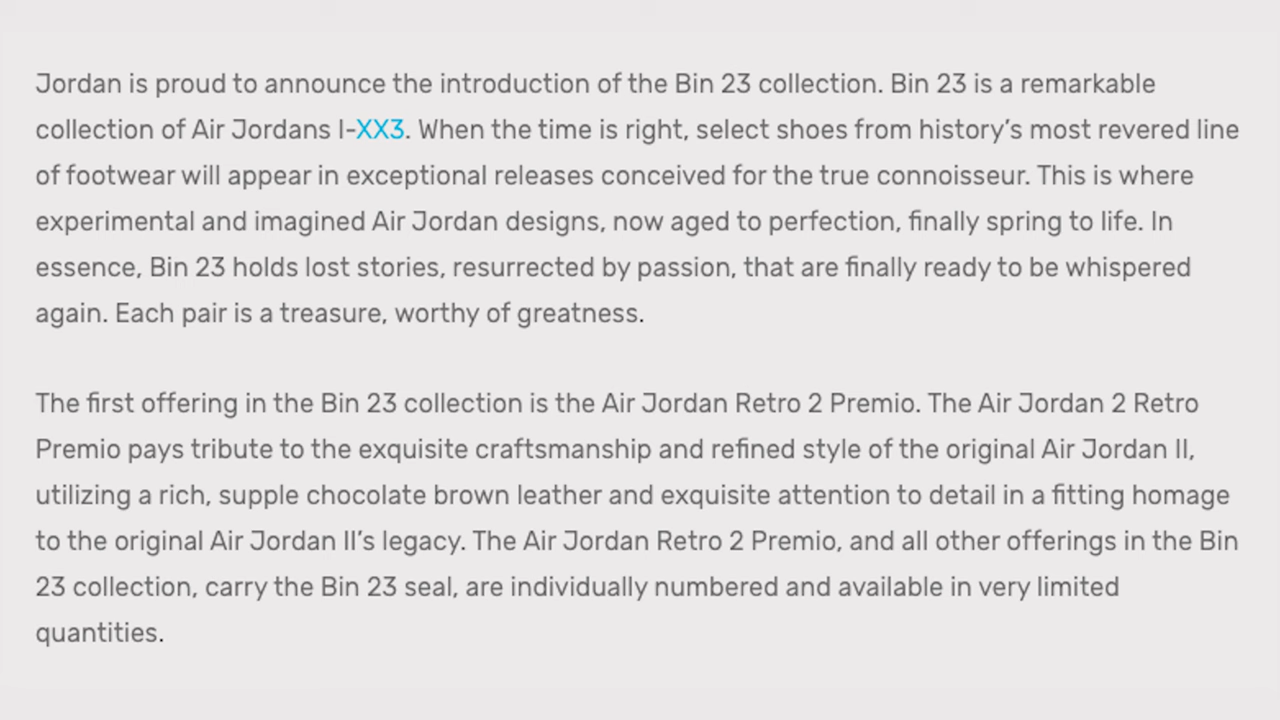 Jordan is proud to announce the introduction of the Bin 23 collection. Bin 23 is a remarkable
collection of Air Jordans I-XX3. When the time is right, select shoes from history’s most revered line
of footwear will appear in exceptional releases conceived for the true connoisseur. This is where
experimental and imagined Air Jordan designs, now aged to perfection, finally spring to life. In
essence, Bin 23 holds lost stories, resurrected by passion, that are finally ready to be whispered
again. Each pair is a treasure, worthy of greatness.
The first offering in the Bin 23 collection is the Air Jordan Retro 2 Premio. The Air Jordan 2 Retro
Premio pays tribute to the exquisite craftsmanship and refined style of the original Air Jordan II,
utilizing a rich, supple chocolate brown leather and exquisite attention to detail in a fitting homage
to the original Air Jordan II’s legacy. The Air Jordan Retro 2 Premio, and all other offerings in the Bin
23 collection, carry the Bin 23 seal, are individually numbered and available in very limited
quantities.